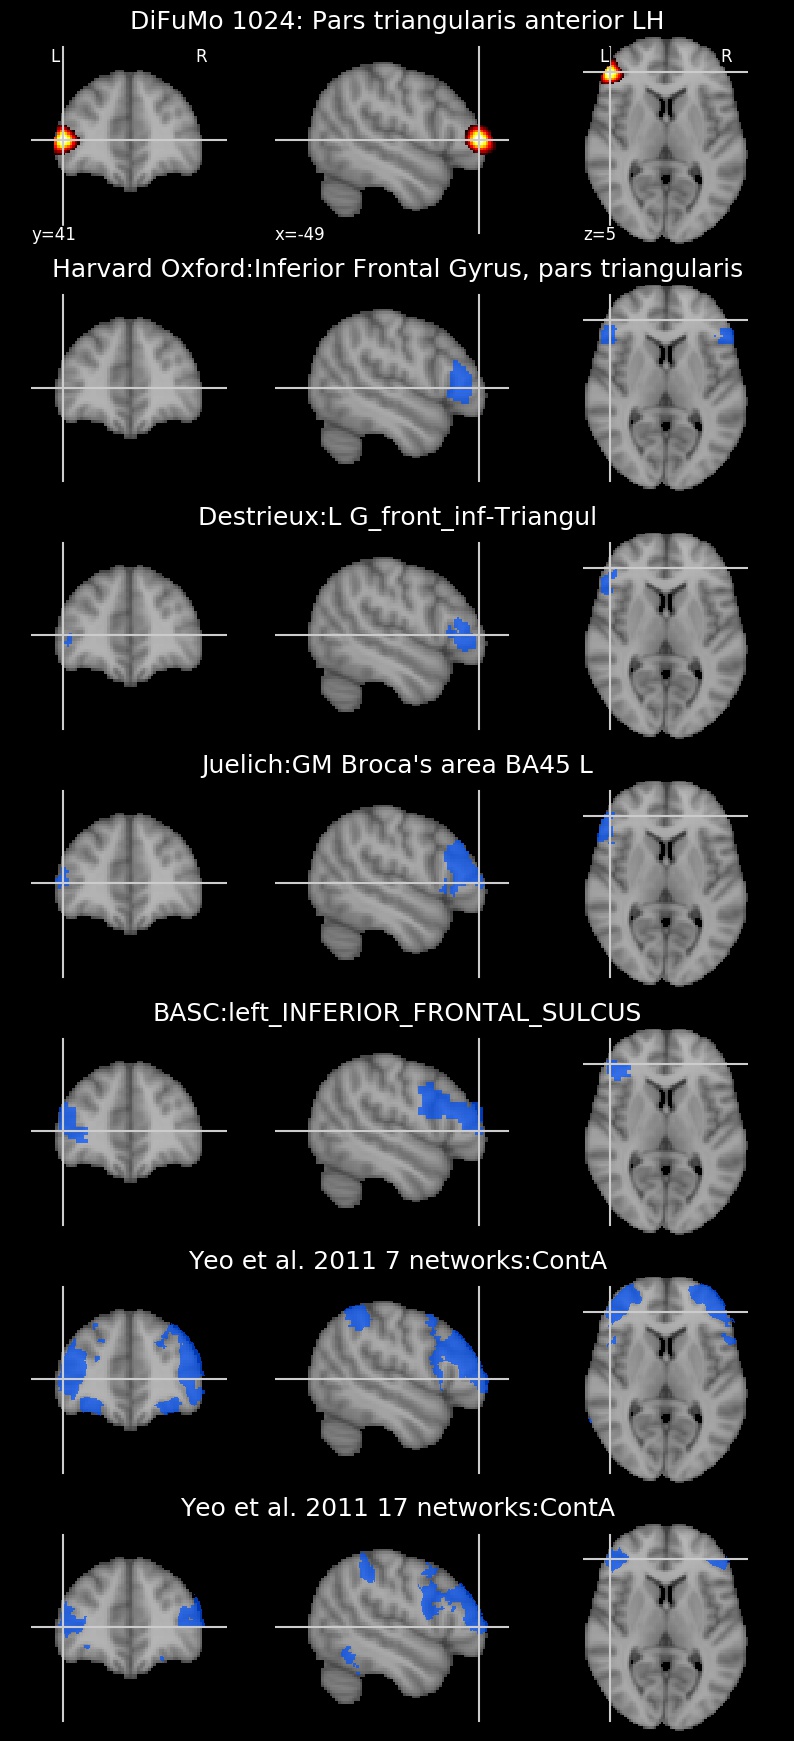 DiFuMo 1024: Pars triangularis anterior LH
L R L R
y=41 x=-49 z=5
Harvard Oxford:Inferior Frontal Gyrus, pars triangularis
Destrieux:L G_front_inf-Triangul
Juelich:GM Broca's area BA45 L
BASC:left_INFERIOR_FRONTAL_SULCUS
Yeo et al. 2011 7 networks:ContA
Yeo et al. 2011 17 networks:ContA